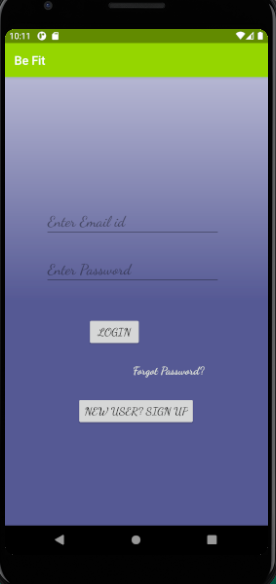 10:11
Be Fit
Enter Email id
Enter Password
LOGIN
Forgot Password?
NEW USER? SIGN UP